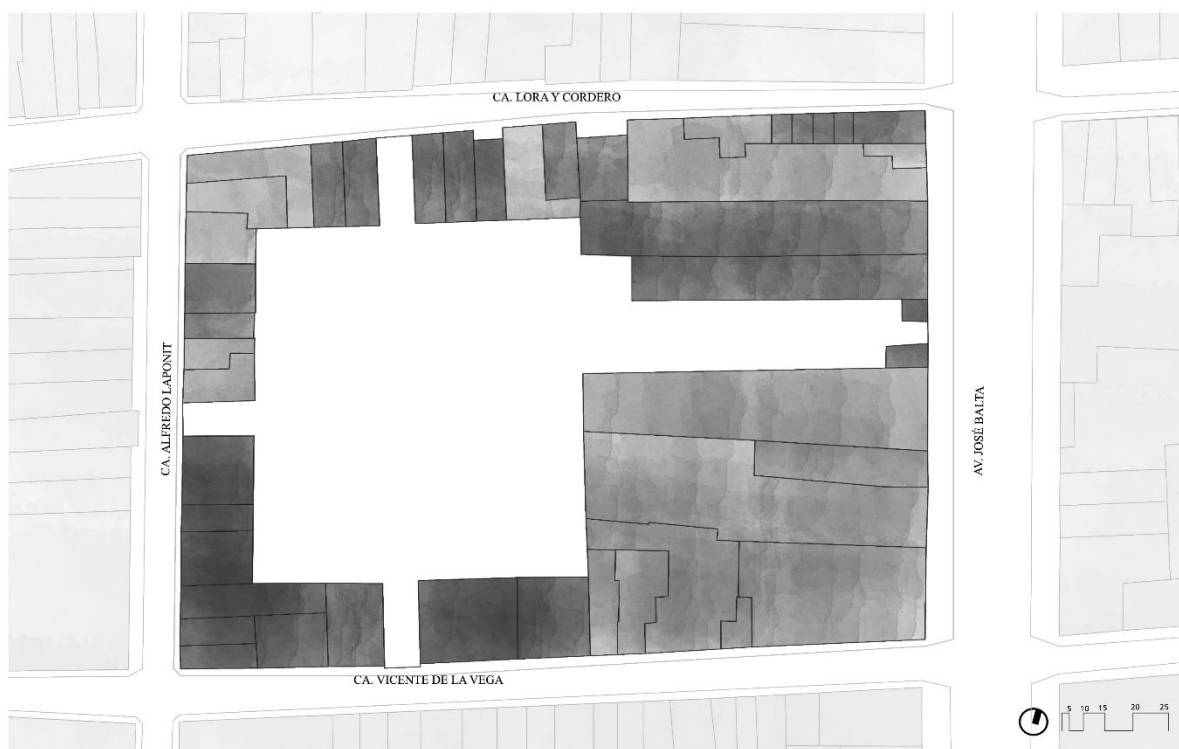 CA. LORA Y CORDERO
CA. ALFREDO LAPONIT
AV. JOSÉ BALTA
CA. VICENTE DE LA VEGA
5 10 15 20 25